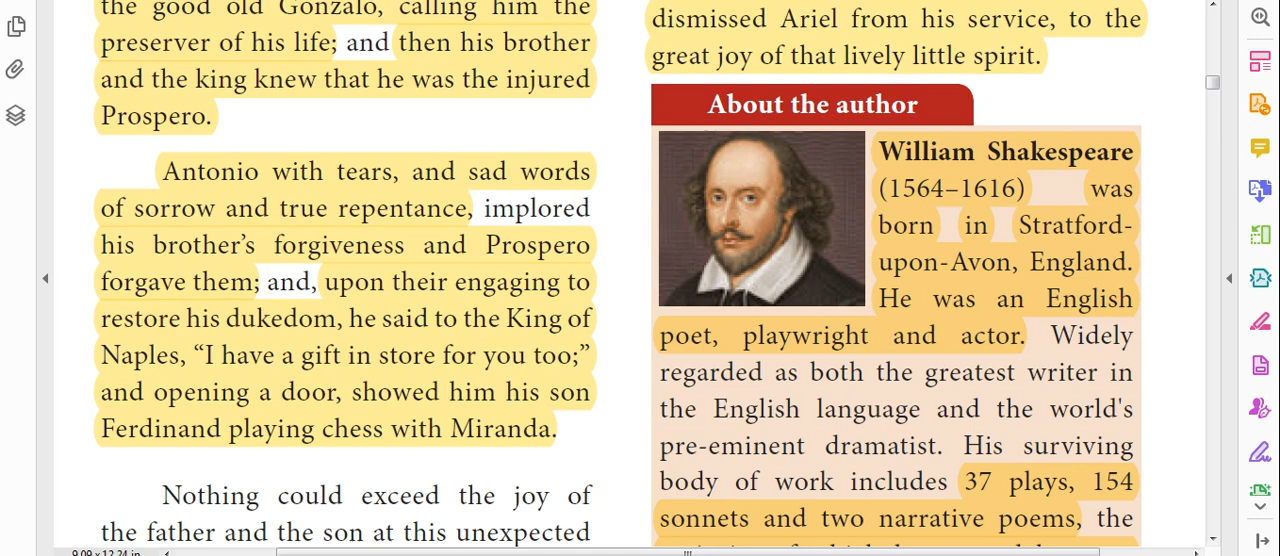 the good old Gonzalo, calling him the
preserver of his life; and then his brother
and the king knew that he was the injured
Prospero.
Antonio with tears, and sad words
of sorrow and true repentance, implored
his brother’s forgiveness and Prospero
forgave them; and, upon their engaging to
restore his dukedom, he said to the King of
Naples, “I have a gift in store for you too;”
and opening a door, showed him his son
Ferdinand playing chess with Miranda.
Nothing could exceed the joy of
the father and the son at this unexpected
dismissed Ariel from his service, to the
great joy of that lively little spirit.
About the author
William Shakespeare
(1564–1616) was
born in Stratford-
upon-Avon, England.
He was an English
poet, playwright and actor. Widely
regarded as both the greatest writer in
the English language and the world's
pre-eminent dramatist. His surviving
body of work includes 37 plays, 154
sonnets and two narrative poems, the
9.09 x 12.24 in